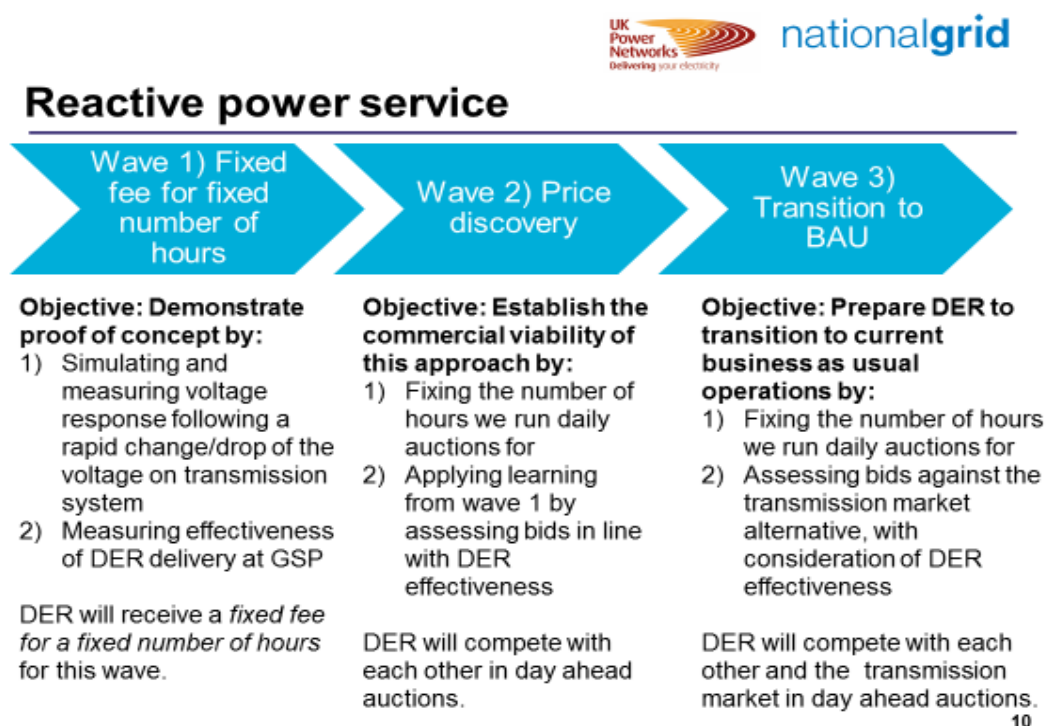 UK
Power
Networks
Delivering your electricity
nationalgrid
Reactive power service
Wave 1) Fixed
fee for fixed
number of
hours
Wave 2) Price
discovery
Wave 3)
Transition to
BAU
Objective: Demonstrate
proof of concept by:
1) Simulating and
measuring voltage
response following a
rapid change/drop of the
voltage on transmission
system
2) Measuring effectiveness
of DER delivery at GSP
DER will receive a fixed fee
for a fixed number of hours
for this wave.
Objective: Establish the
commercial viability of
this approach by:
1) Fixing the number of
hours we run daily
auctions for
2) Applying learning
from wave 1 by
assessing bids in line
with DER
effectiveness
DER will compete with
each other in day ahead
auctions.
Objective: Prepare DER to
transition to current
business as usual
operations by:
1) Fixing the number of hours
we run daily auctions for
2) Assessing bids against the
transmission market
alternative, with
consideration of DER
effectiveness
DER will compete with each
other and the transmission
market in day ahead auctions.
10